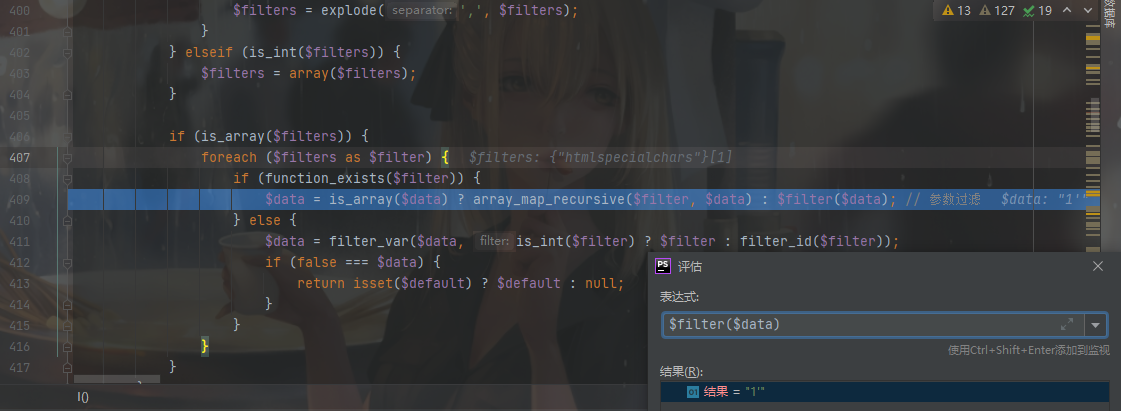 400 $filters = explode( separator: ',', $filters);
401 }
402 } elseif (is_int($filters)) {
403 $filters = array($filters);
404 }
405
406 if (is_array($filters)) {
407 foreach ($filters as $filter) { $filters: {"htmlspecialchars"}[1]
408 if (function_exists($filter)) {
409 $data = is_array($data) ? array_map_recursive($filter, $data) : $filter($data); // 参数过滤 $data: "1'"
410 } else {
411 $data = filter_var($data, filter: is_int($filter) ? $filter : filter_id($filter));
412 if (false === $data) {
413 return isset($default) ? $default : null;
414 }
415 }
416 }
417 }
I()
13 127 19
数据库
PS 评估
表达式:
$filter($data)
使用Ctrl+Shift+Enter添加到监视
结果(R):
01 结果 = "1'"